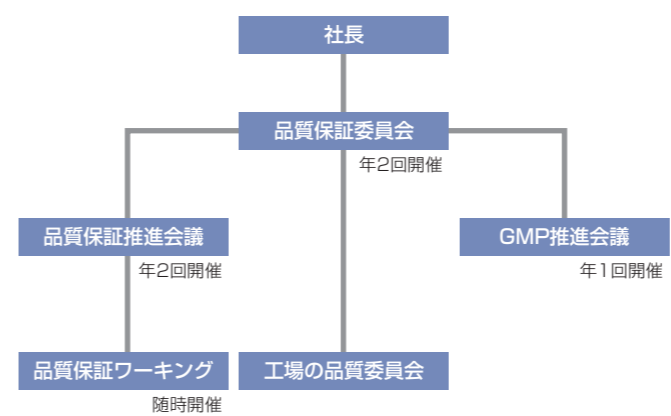 社長
品質保証委員会
年2回開催
品質保証推進会議
年2回開催
GMP推進会議
年1回開催
品質保証ワーキング
随時開催
工場の品質委員会